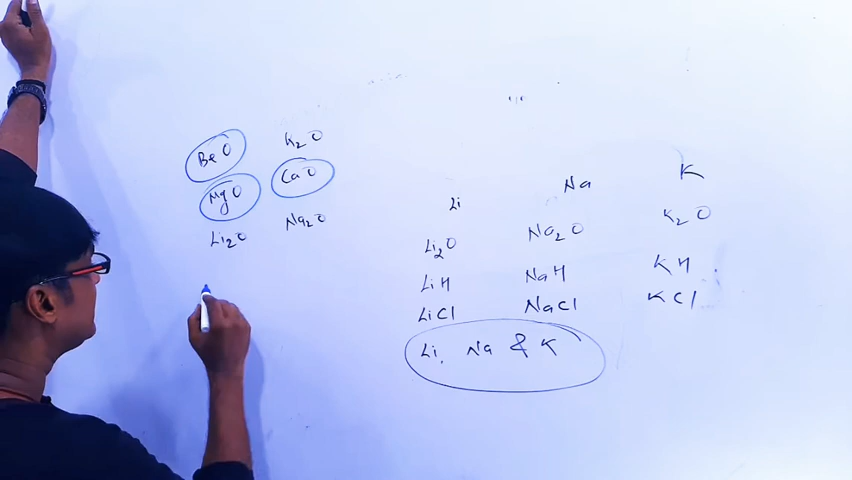 BeO K₂O
MgO CaO
Li₂O Na₂O
Li Na K
Li₂O Na₂O K₂O
LiH NaH KH
LiCl NaCl KCl
Li, Na & K